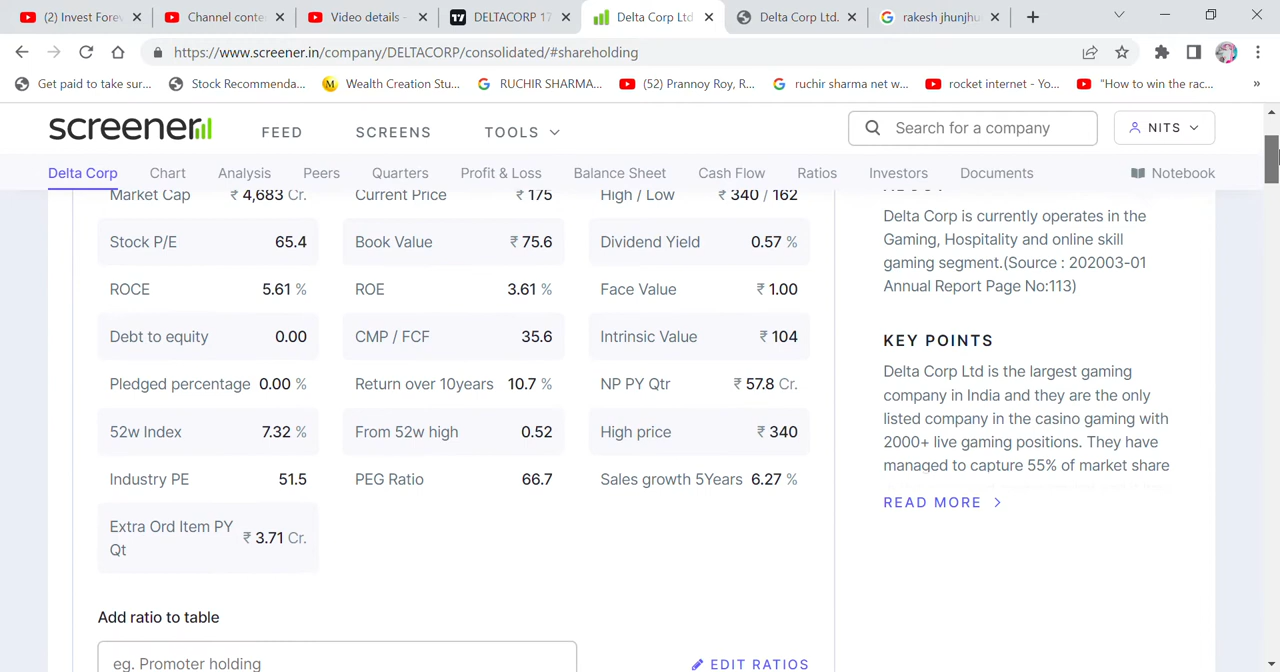 (2) Invest Forev
Channel conte
Video details -
DELTACORP 17
Delta Corp Ltd
Delta Corp Ltd.
rakesh jhunjhu
https://www.screener.in/company/DELTACORP/consolidated/#shareholding
Get paid to take sur...
Stock Recommenda...
Wealth Creation Stu...
RUCHIR SHARMA...
(52) Prannoy Roy, R...
ruchir sharma net w...
rocket internet - Yo...
"How to win the rac...
»
screener
FEED
SCREENS
TOOLS
Search for a company
NITS
Delta Corp
Chart
Analysis
Peers
Quarters
Profit & Loss
Balance Sheet
Cash Flow
Ratios
Investors
Documents
Notebook
Market Cap ₹ 4,683 Cr.
Current Price ₹ 175
High / Low ₹ 340 / 162
Stock P/E 65.4
Book Value ₹ 75.6
Dividend Yield 0.57 %
ROCE 5.61 %
ROE 3.61 %
Face Value ₹ 1.00
Debt to equity 0.00
CMP / FCF 35.6
Intrinsic Value ₹ 104
Pledged percentage 0.00 %
Return over 10years 10.7 %
NP PY Qtr ₹ 57.8 Cr.
52w Index 7.32 %
From 52w high 0.52
High price ₹ 340
Industry PE 51.5
PEG Ratio 66.7
Sales growth 5Years 6.27 %
Extra Ord Item PY
Qt ₹ 3.71 Cr.
Add ratio to table
eg. Promoter holding
EDIT RATIOS
Delta Corp is currently operates in the
Gaming, Hospitality and online skill
gaming segment.(Source : 202003-01
Annual Report Page No:113)
KEY POINTS
Delta Corp Ltd is the largest gaming
company in India and they are the only
listed company in the casino gaming with
2000+ live gaming positions. They have
managed to capture 55% of market share
READ MORE